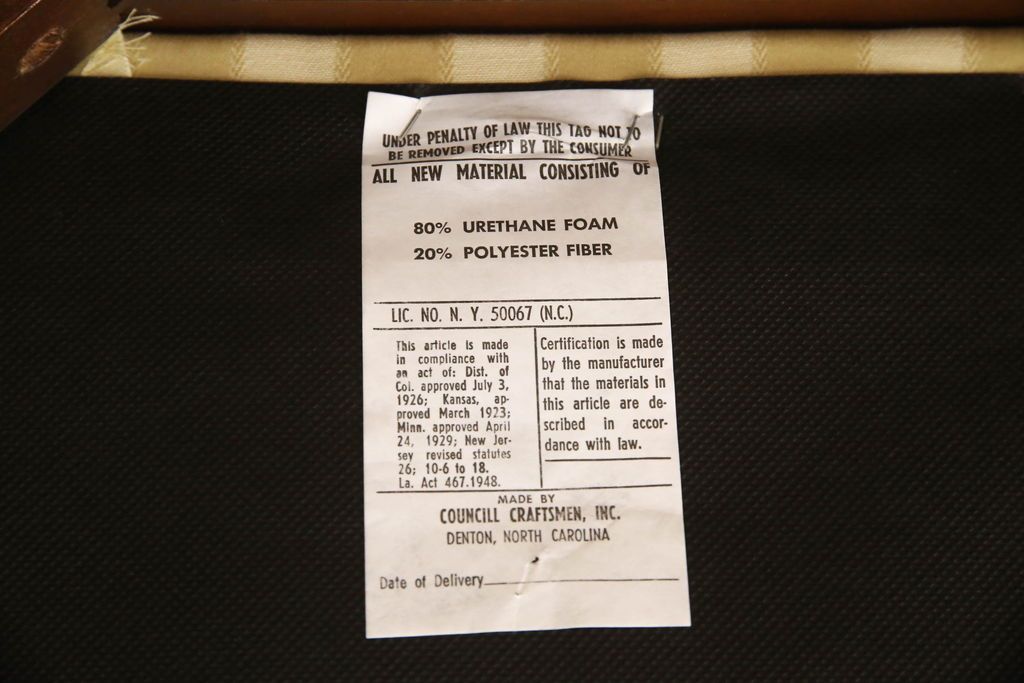 UNDER PENALTY OF LAW THIS TAG NOT TO
BE REMOVED EXCEPT BY THE CONSUMER
ALL NEW MATERIAL CONSISTING OF
80% URETHANE FOAM
20% POLYESTER FIBER
LIC. NO. N. Y. 50067 (N.C.)
This article is made
in compliance with
an act of: Dist. of
Col. approved July 3,
1926; Kansas, ap-
proved March 1923;
Minn. approved April
24, 1929; New Jer-
sey revised statutes
26; 10-6 to 18.
La. Act 467.1948.
Certification is made
by the manufacturer
that the materials in
this article are de-
scribed in accor-
dance with law.
MADE BY
COUNCILL CRAFTSMEN, INC.
DENTON, NORTH CAROLINA
Date of Delivery